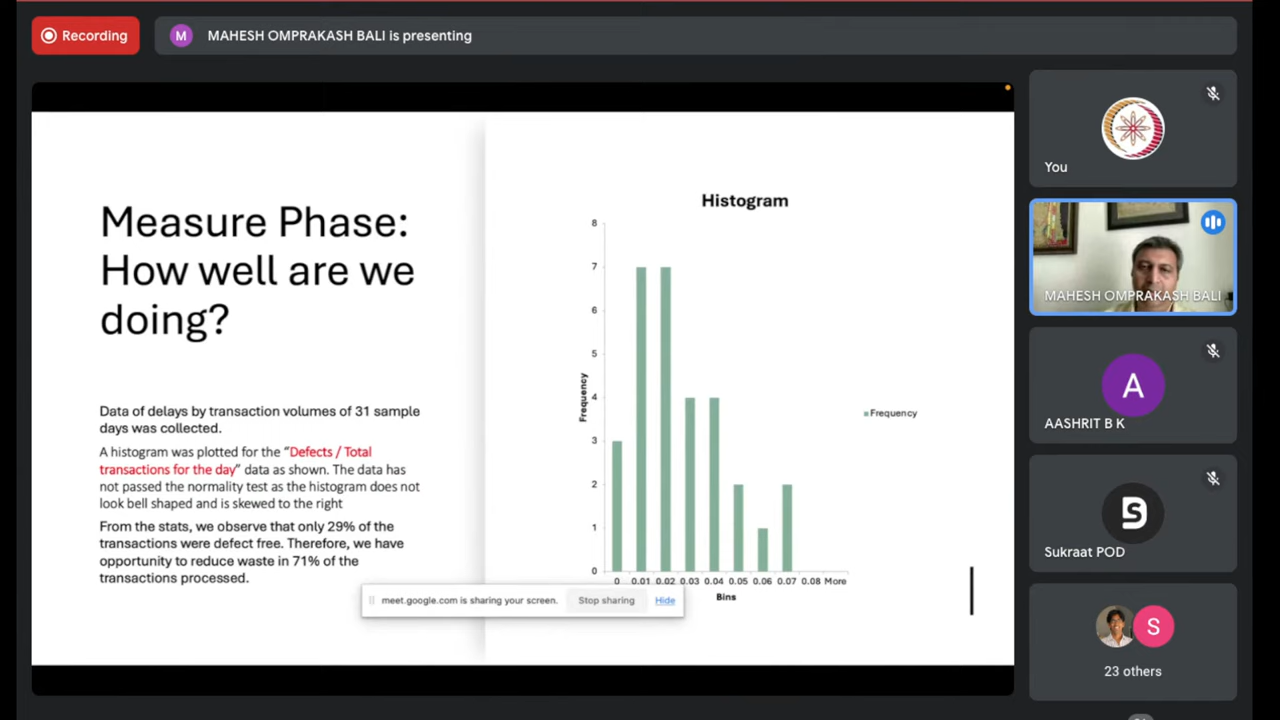 Recording
M
MAHESH OMPRAKASH BALI is presenting
Measure Phase:
How well are we
doing?
Data of delays by transaction volumes of 31 sample
days was collected.
A histogram was plotted for the “Defects / Total
transactions for the day” data as shown. The data has
not passed the normality test as the histogram does not
look bell shaped and is skewed to the right
From the stats, we observe that only 29% of the
transactions were defect free. Therefore, we have
opportunity to reduce waste in 71% of the
transactions processed.
Histogram
8
7
6
5
4
3
2
1
0
Frequency
0 0.01 0.02 0.03 0.04 0.05 0.06 0.07 0.08 More
Bins
Frequency
meet.google.com is sharing your screen. Stop sharing Hide
You
MAHESH OMPRAKASH BALI
A
AASHRIT B K
S
Sukraat POD
S
23 others